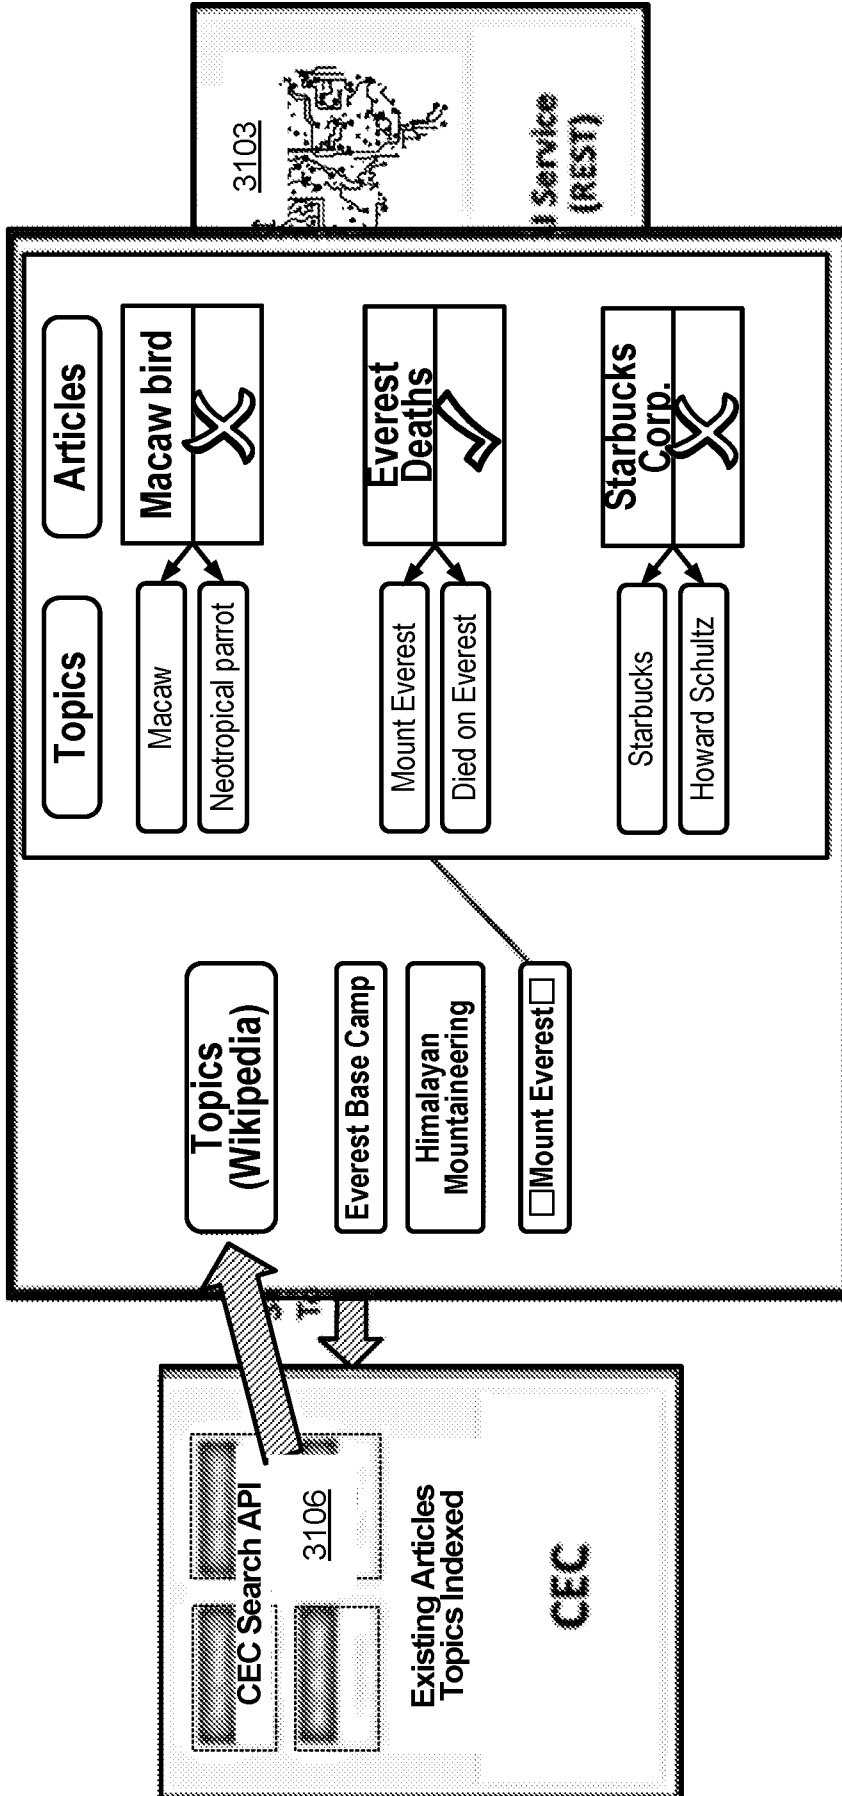 CEC Search API
3106
Existing Articles
Topics Indexed
CEC
Topics
(Wikipedia)
Everest Base Camp
Himalayan
Mountaineering
□Mount Everest□
Topics
Articles
Macaw
Neotropical parrot
Macaw bird
Mount Everest
Died on Everest
Everest
Deaths
Starbucks
Howard Schultz
Starbucks
Corp.
3103
Service
(REST)